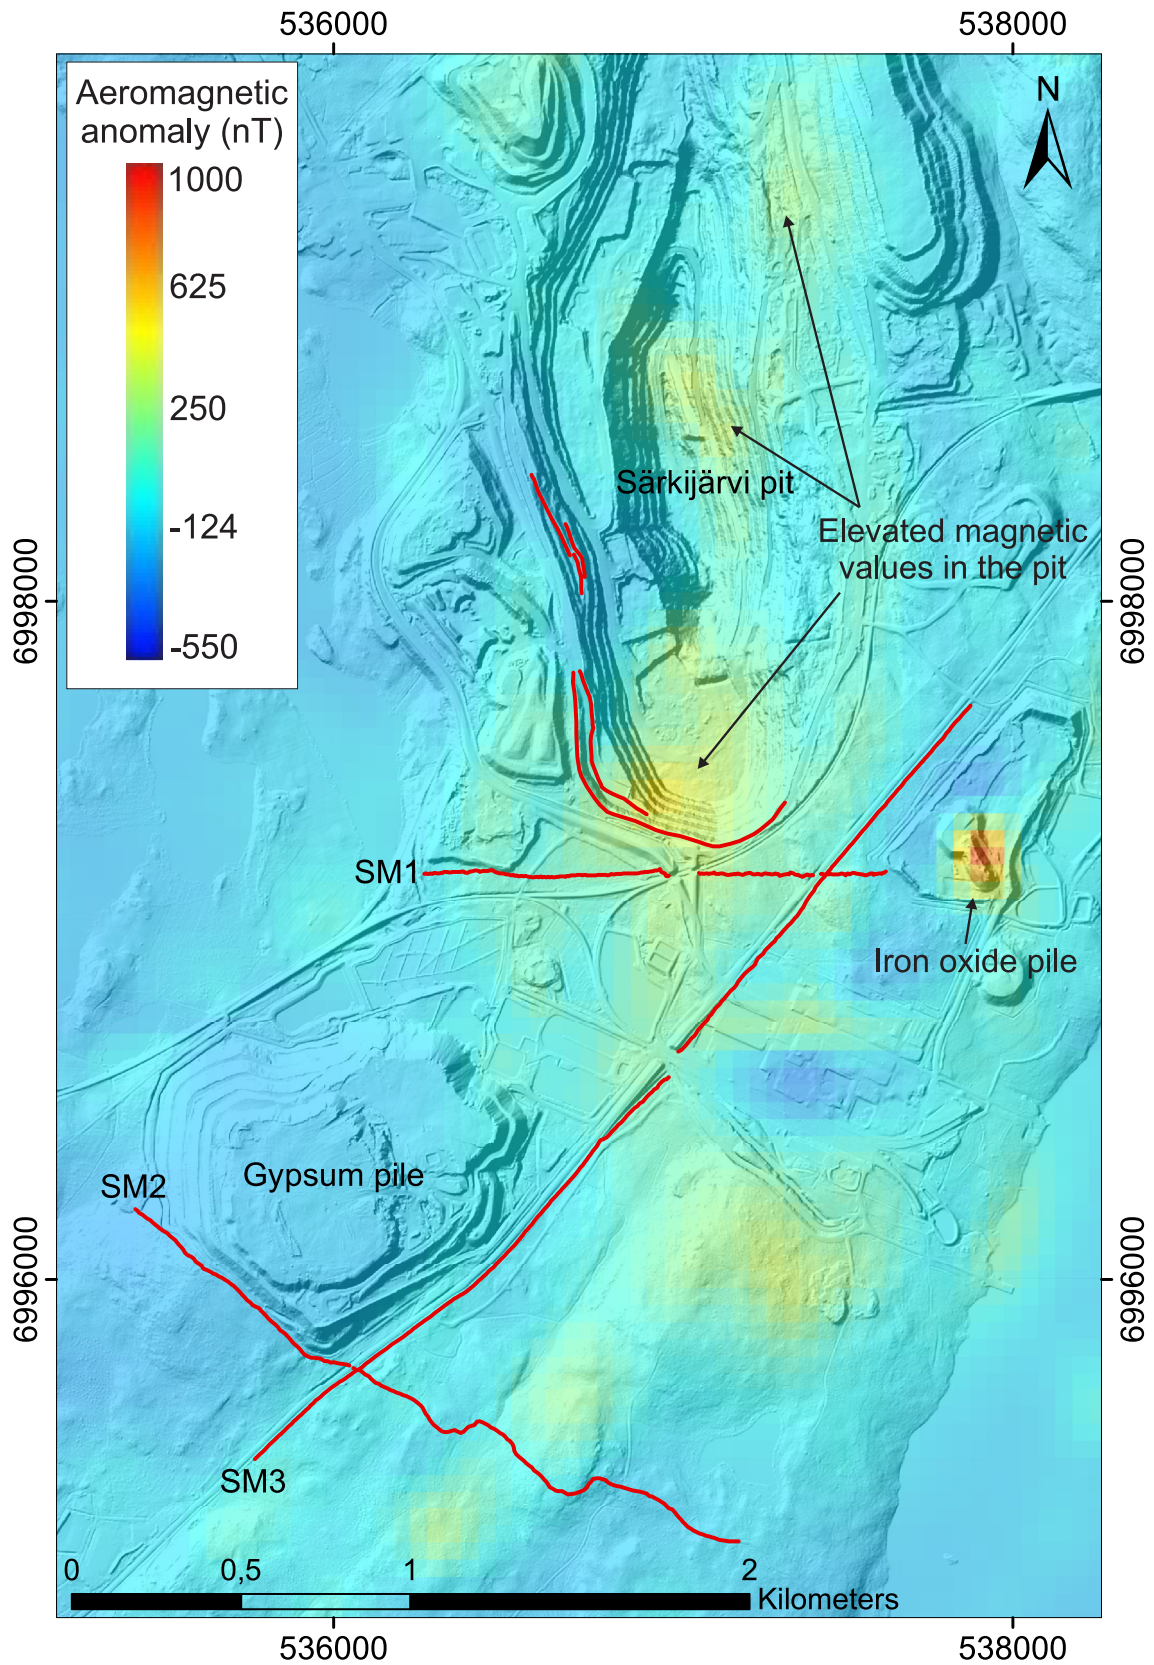 536000
538000
Aeromagnetic
anomaly (nT)
1000
625
250
-124
-550
N
Särkijärvi pit
Elevated magnetic
values in the pit
6998000
6998000
SM1
Iron oxide pile
Gypsum pile
SM2
6996000
6996000
SM3
0
0,5
1
2
Kilometers
536000
538000